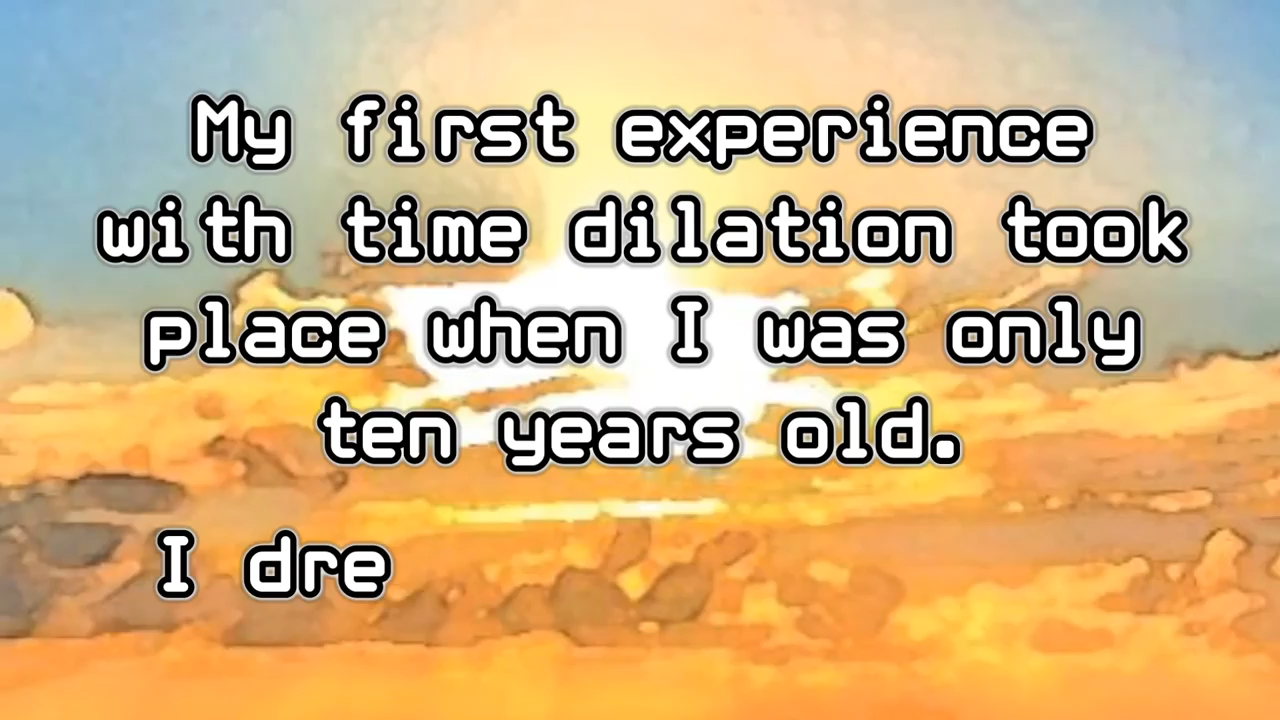 My first experience
with time dilation took
place when I was only
ten years old.
I dre